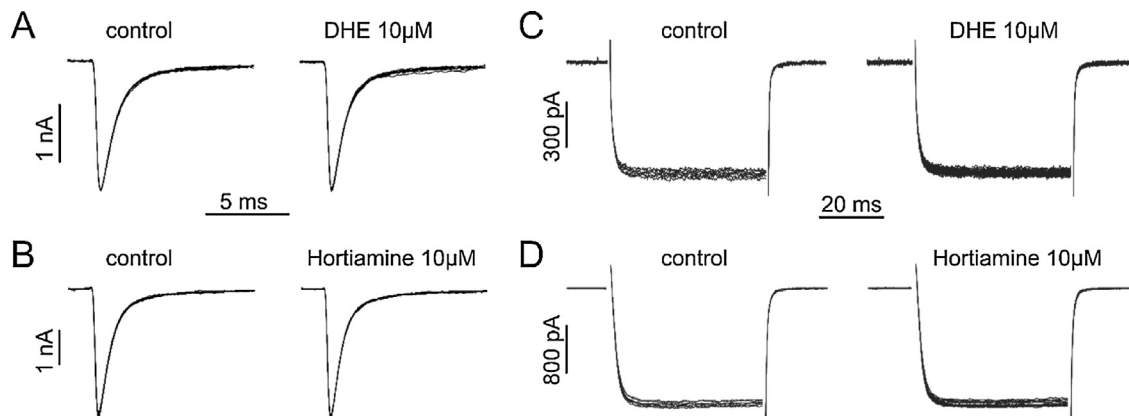 A
control
DHE 10µM
1 nA
5 ms
B
control
Hortiamine 10µM
1 nA
C
control
DHE 10µM
300 pA
20 ms
D
control
Hortiamine 10µM
800 pA